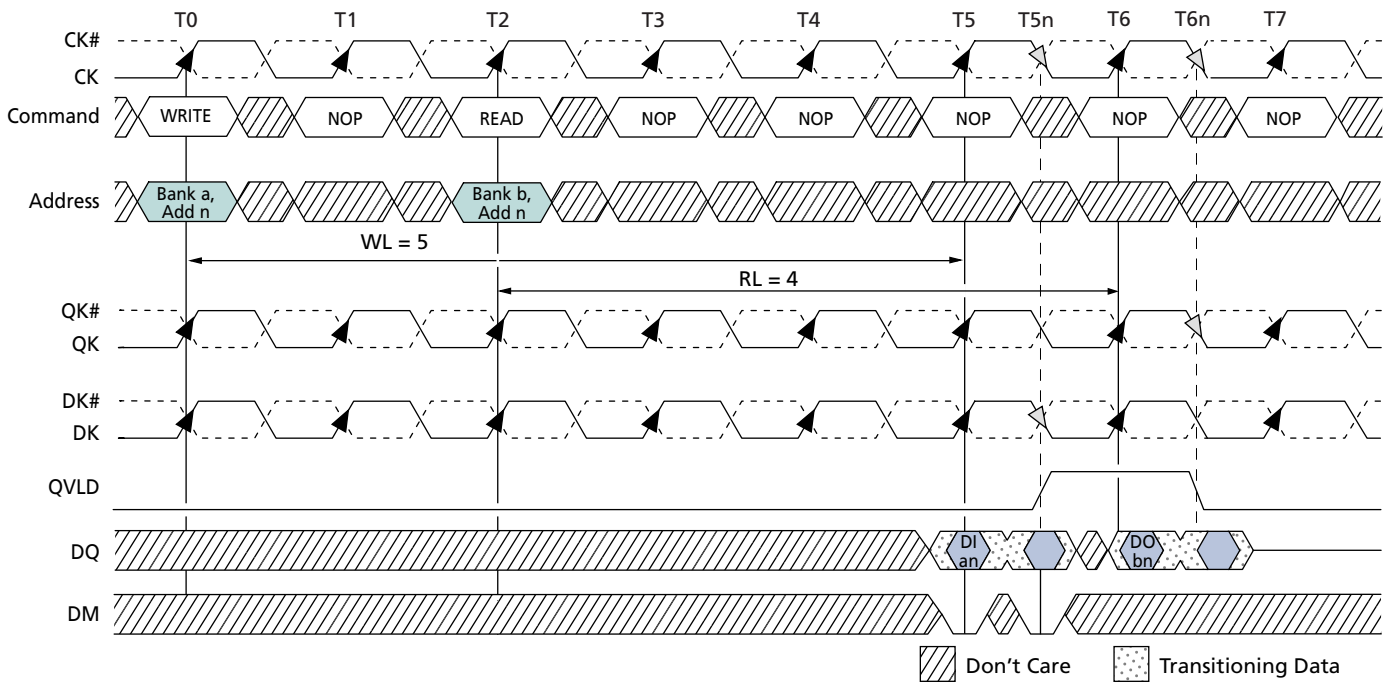 T0 T1 T2 T3 T4 T5 T5n T6 T6n T7
CK#
CK
Command WRITE NOP READ NOP NOP NOP NOP NOP
Address Bank a, Add n Bank b, Add n
WL = 5
RL = 4
QK#
QK
DK#
DK
QVLD
DQ DI an DO bn
DM
Don't Care Transitioning Data